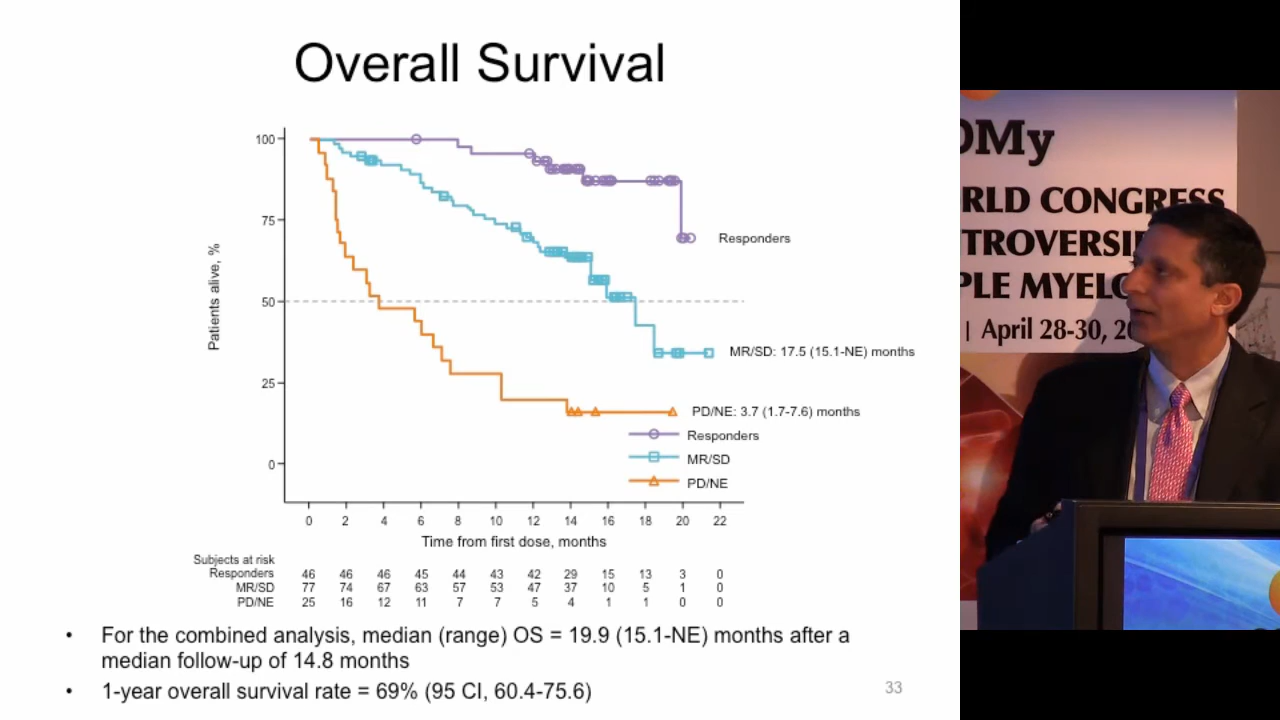 Overall Survival
Patients alive, %
100
75
50
25
0
Responders
MR/SD: 17.5 (15.1-NE) months
PD/NE: 3.7 (1.7-7.6) months
Responders
MR/SD
PD/NE
0 2 4 6 8 10 12 14 16 18 20 22
Time from first dose, months
Subjects at risk
Responders 46 46 46 45 44 43 42 29 15 13 3 0
MR/SD 77 74 67 63 57 53 47 37 10 5 1 0
PD/NE 25 16 12 11 7 7 5 4 1 1 0 0
• For the combined analysis, median (range) OS = 19.9 (15.1-NE) months after a
median follow-up of 14.8 months
• 1-year overall survival rate = 69% (95 CI, 60.4-75.6)
33
OMy
RLD CONGRESS
TROVERSI
PLE MYELO
| April 28-30, 20